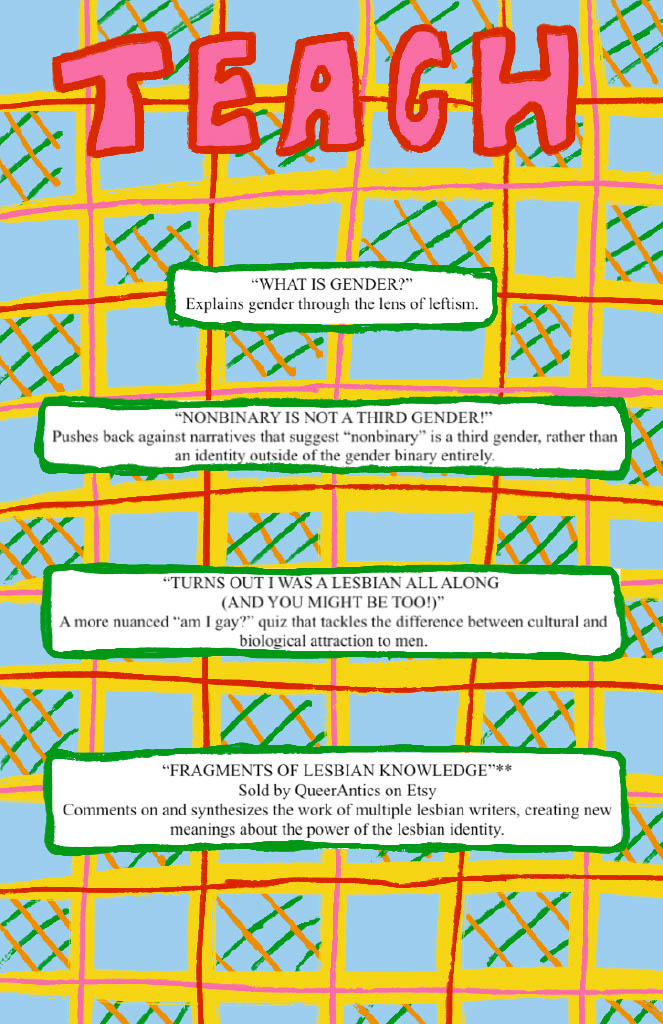 TEACH
“WHAT IS GENDER?”
Explains gender through the lens of leftism.
“NONBINARY IS NOT A THIRD GENDER!”
Pushes back against narratives that suggest “nonbinary” is a third gender, rather than
an identity outside of the gender binary entirely.
“TURNS OUT I WAS A LESBIAN ALL ALONG
(AND YOU MIGHT BE TOO!)”
A more nuanced “am I gay?” quiz that tackles the difference between cultural and
biological attraction to men.
“FRAGMENTS OF LESBIAN KNOWLEDGE”**
Sold by QueerAntics on Etsy
Comments on and synthesizes the work of multiple lesbian writers, creating new
meanings about the power of the lesbian identity.